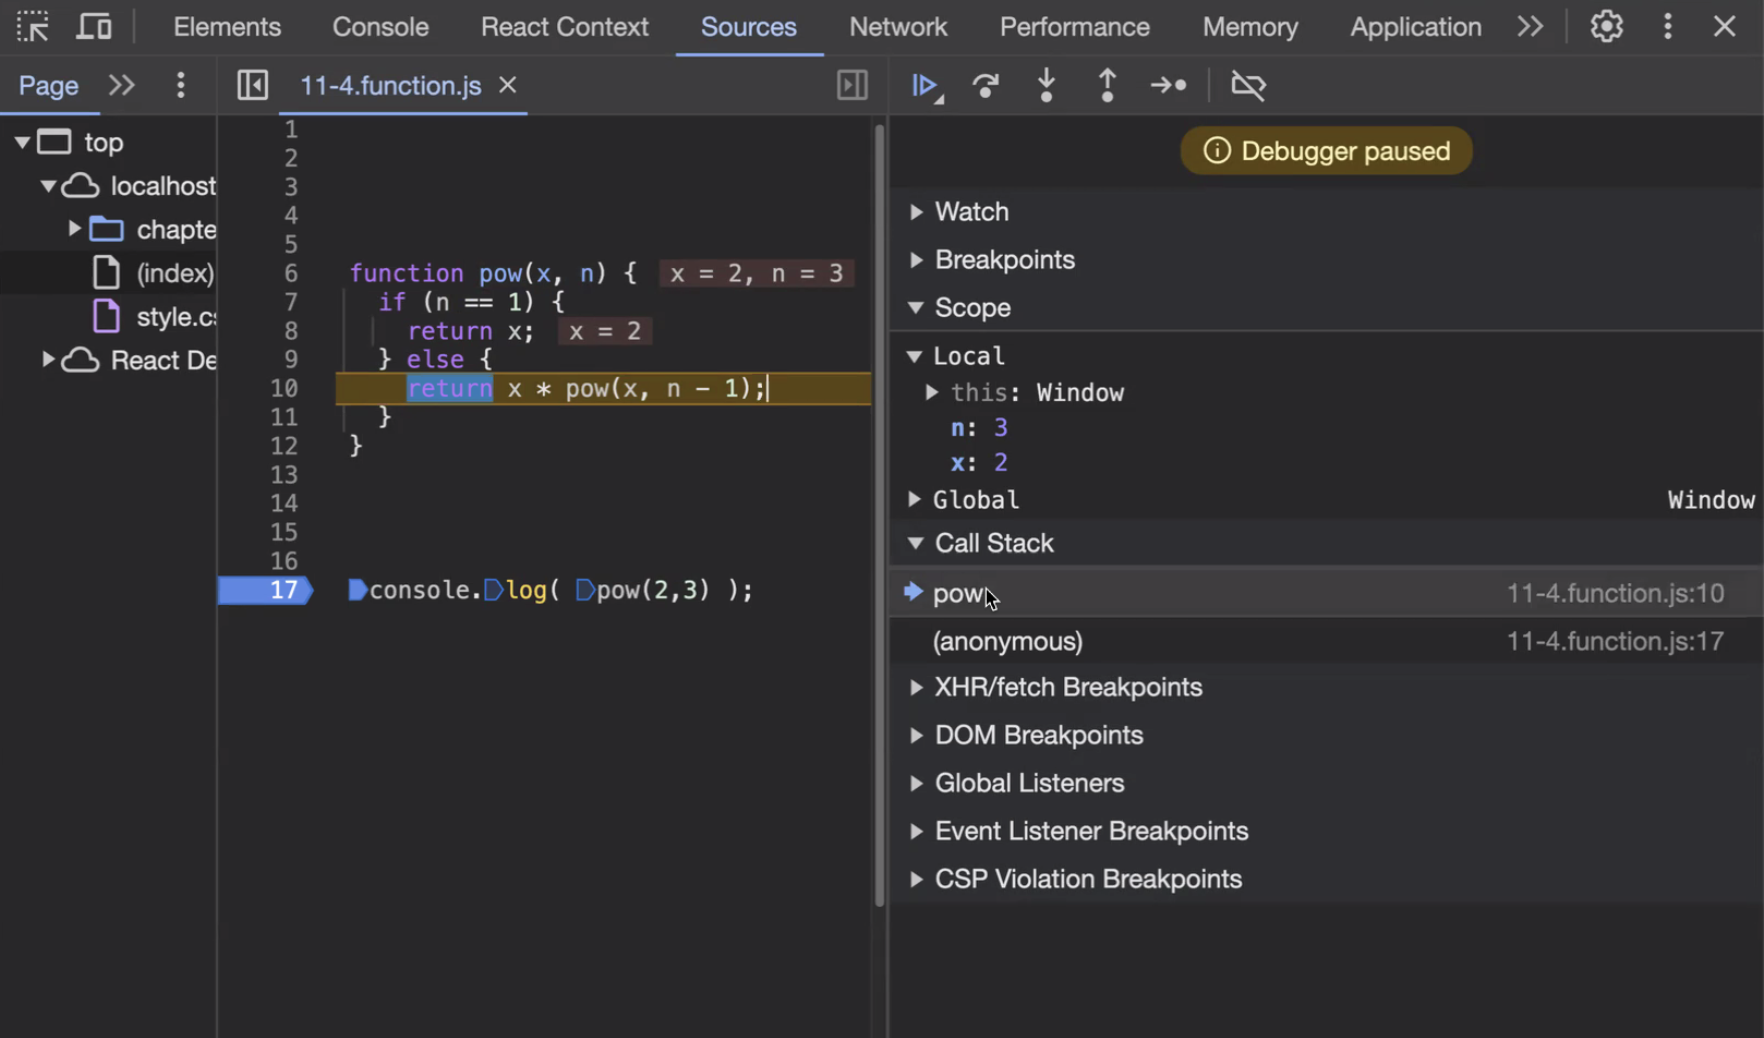 Elements Console React Context Sources Network Performance Memory Application
Page
11-4.function.js
top
localhost
chapte
(index)
style.cs
React De
1
2
3
4
5
6 function pow(x, n) { x = 2, n = 3
7 if (n == 1) {
8 return x; x = 2
9 } else {
10 return x * pow(x, n - 1);
11 }
12 }
13
14
15
16
17 console.log( pow(2,3) );
Debugger paused
Watch
Breakpoints
Scope
Local
this: Window
n: 3
x: 2
Global Window
Call Stack
pow 11-4.function.js:10
(anonymous) 11-4.function.js:17
XHR/fetch Breakpoints
DOM Breakpoints
Global Listeners
Event Listener Breakpoints
CSP Violation Breakpoints